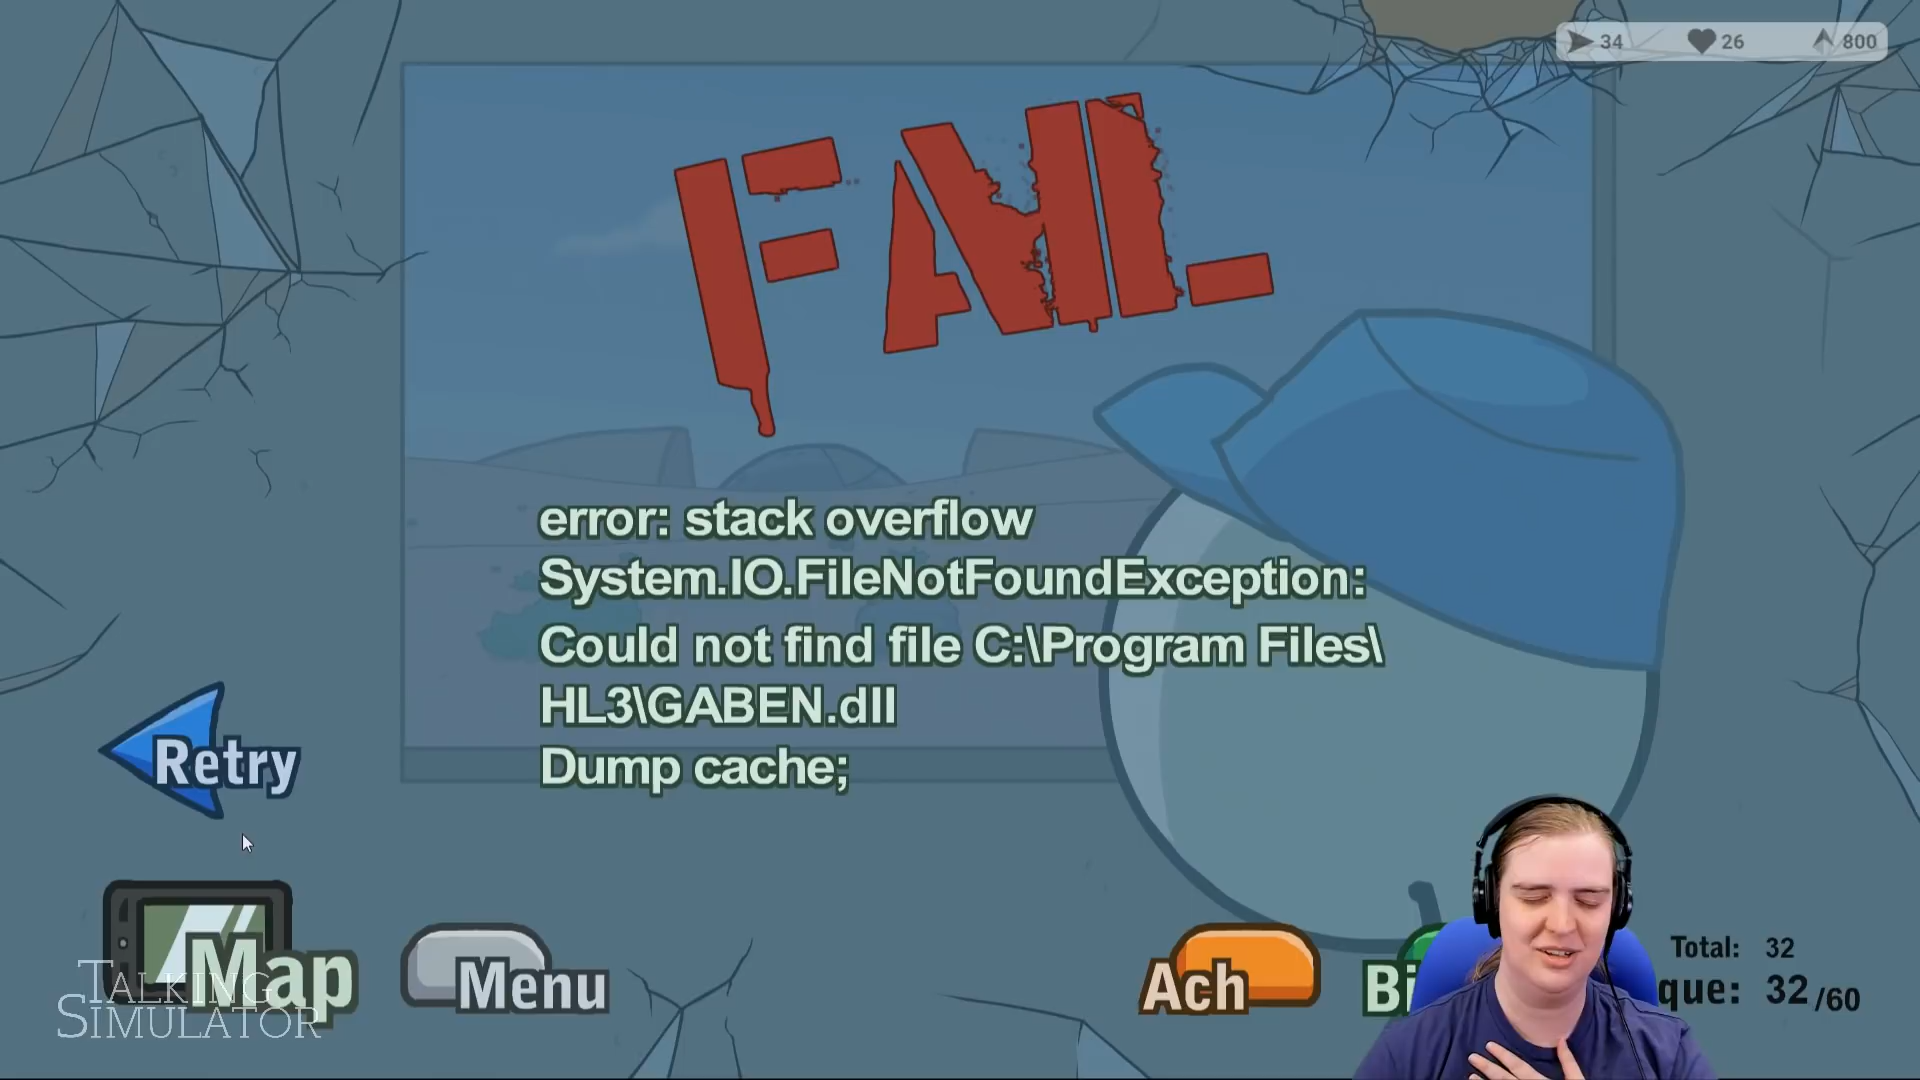 34 26 800
FAIL
error: stack overflow
System.IO.FileNotFoundException:
Could not find file C:\Program Files\
HL3\GABEN.dll
Dump cache;
Retry
Map
Menu
Ach
Bi
Total: 32
que: 32/60
TALKING
SIMULATOR